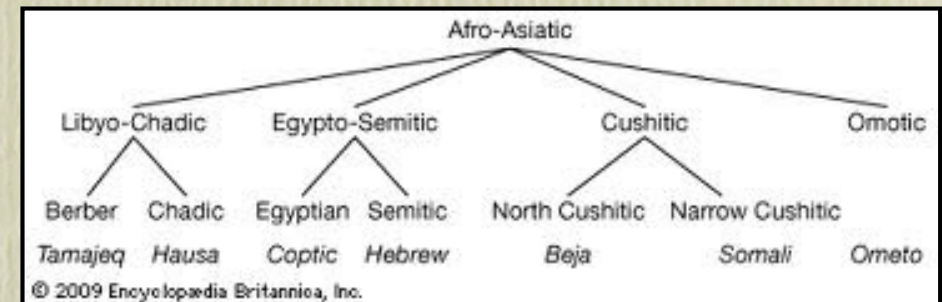 Afro-Asiatic
Libyo-Chadic Egypto-Semitic Cushitic Omotic
Berber Chadic Egyptian Semitic North Cushitic Narrow Cushitic
Tamajeq Hausa Coptic Hebrew Beja Somali Ometo
© 2009 Encyclopædia Britannica, Inc.